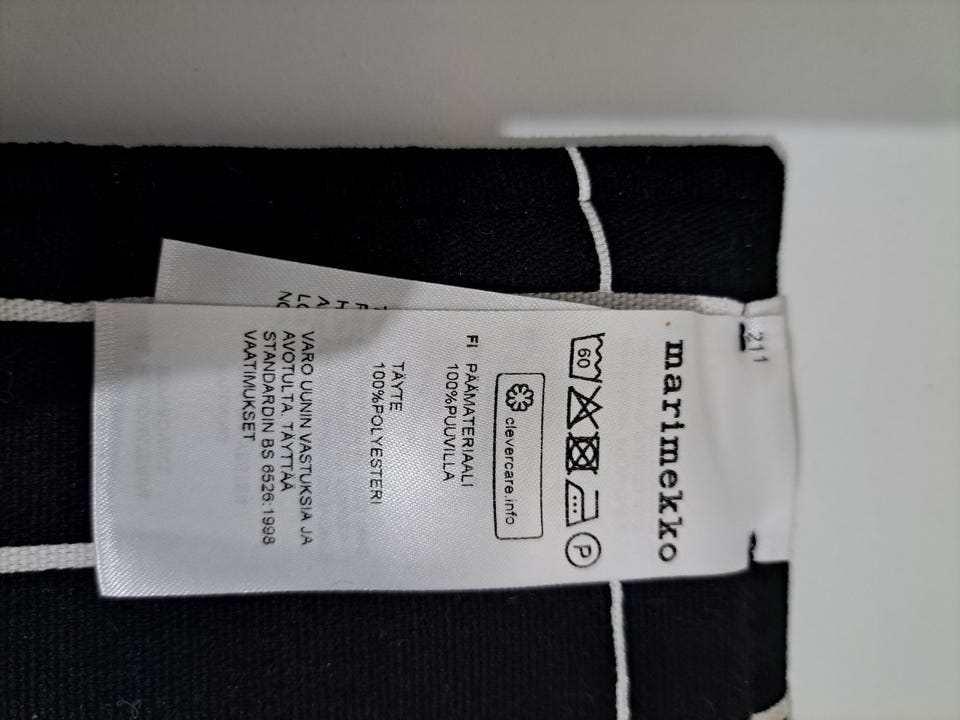 211
marimekko
60
P
clevercare.info
FI PÄÄMATERIAALI
100%PUUVILLA
TÄYTE
100%POLYESTERI
VARO UUNIN VASTUKSIA JA
AVOTULTA. TÄYTTÄÄ
STANDARDIN BS 6526:1998
VAATIMUKSET